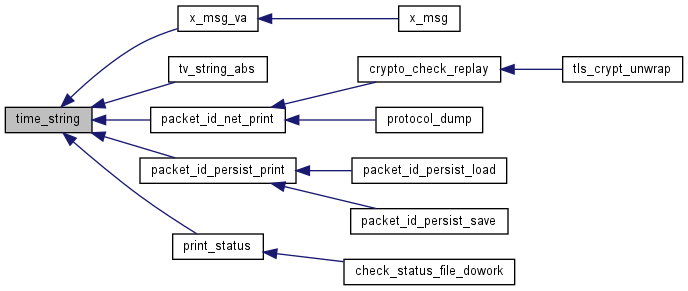 x_msg_va
x_msg
tv_string_abs
crypto_check_replay
tls_crypt_unwrap
time_string
packet_id_net_print
protocol_dump
packet_id_persist_print
packet_id_persist_load
packet_id_persist_save
print_status
check_status_file_dowork